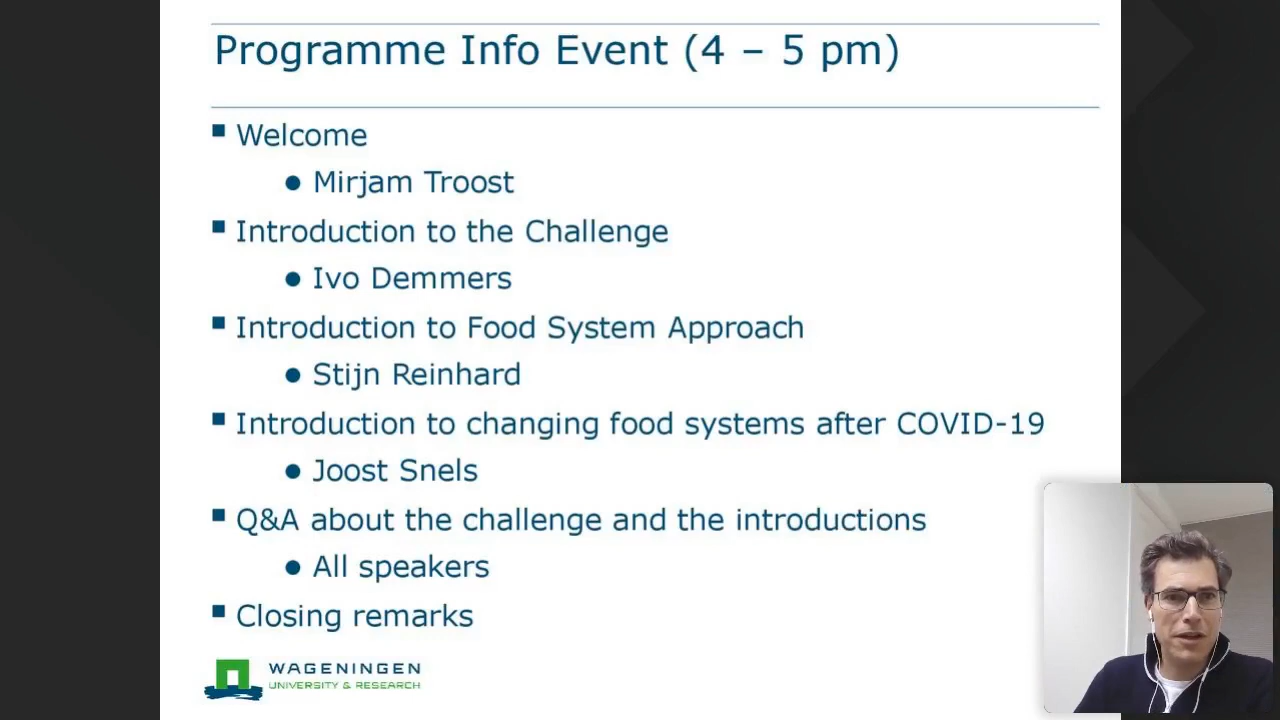 Programme Info Event (4 – 5 pm)
Welcome
Mirjam Troost
Introduction to the Challenge
Ivo Demmers
Introduction to Food System Approach
Stijn Reinhard
Introduction to changing food systems after COVID-19
Joost Snels
Q&A about the challenge and the introductions
All speakers
Closing remarks
WAGENINGEN
UNIVERSITY & RESEARCH